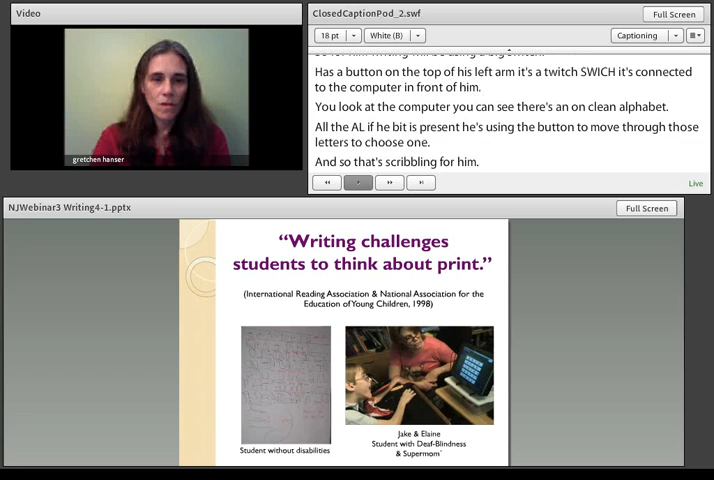 Video
gretchen hanser
ClosedCaptionPod_2.swf
Full Screen
18 pt
White (B)
Captioning
Has a button on the top of his left arm it's a twitch SWICH it's connected
to the computer in front of him.
You look at the computer you can see there's an on clean alphabet.
All the AL if he bit is present he's using the button to move through those
letters to choose one.
And so that's scribbling for him.
Live
NJWebinar3 Writing4-1.pptx
Full Screen
“Writing challenges
students to think about print.”
(International Reading Association & National Association for the
Education of Young Children, 1998)
Student without disabilities
Jake & Elaine
Student with Deaf-Blindness
& Supermom